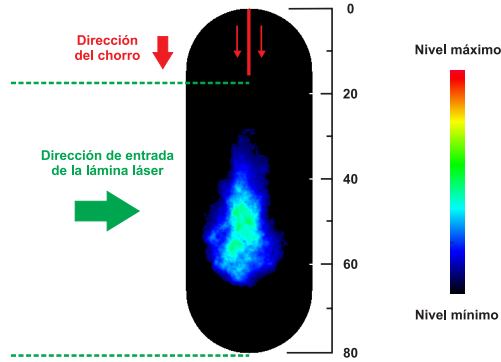 Dirección
del chorro
Dirección de entrada
de la lámina láser
0
20
40
60
80
Nivel máximo
Nivel mínimo